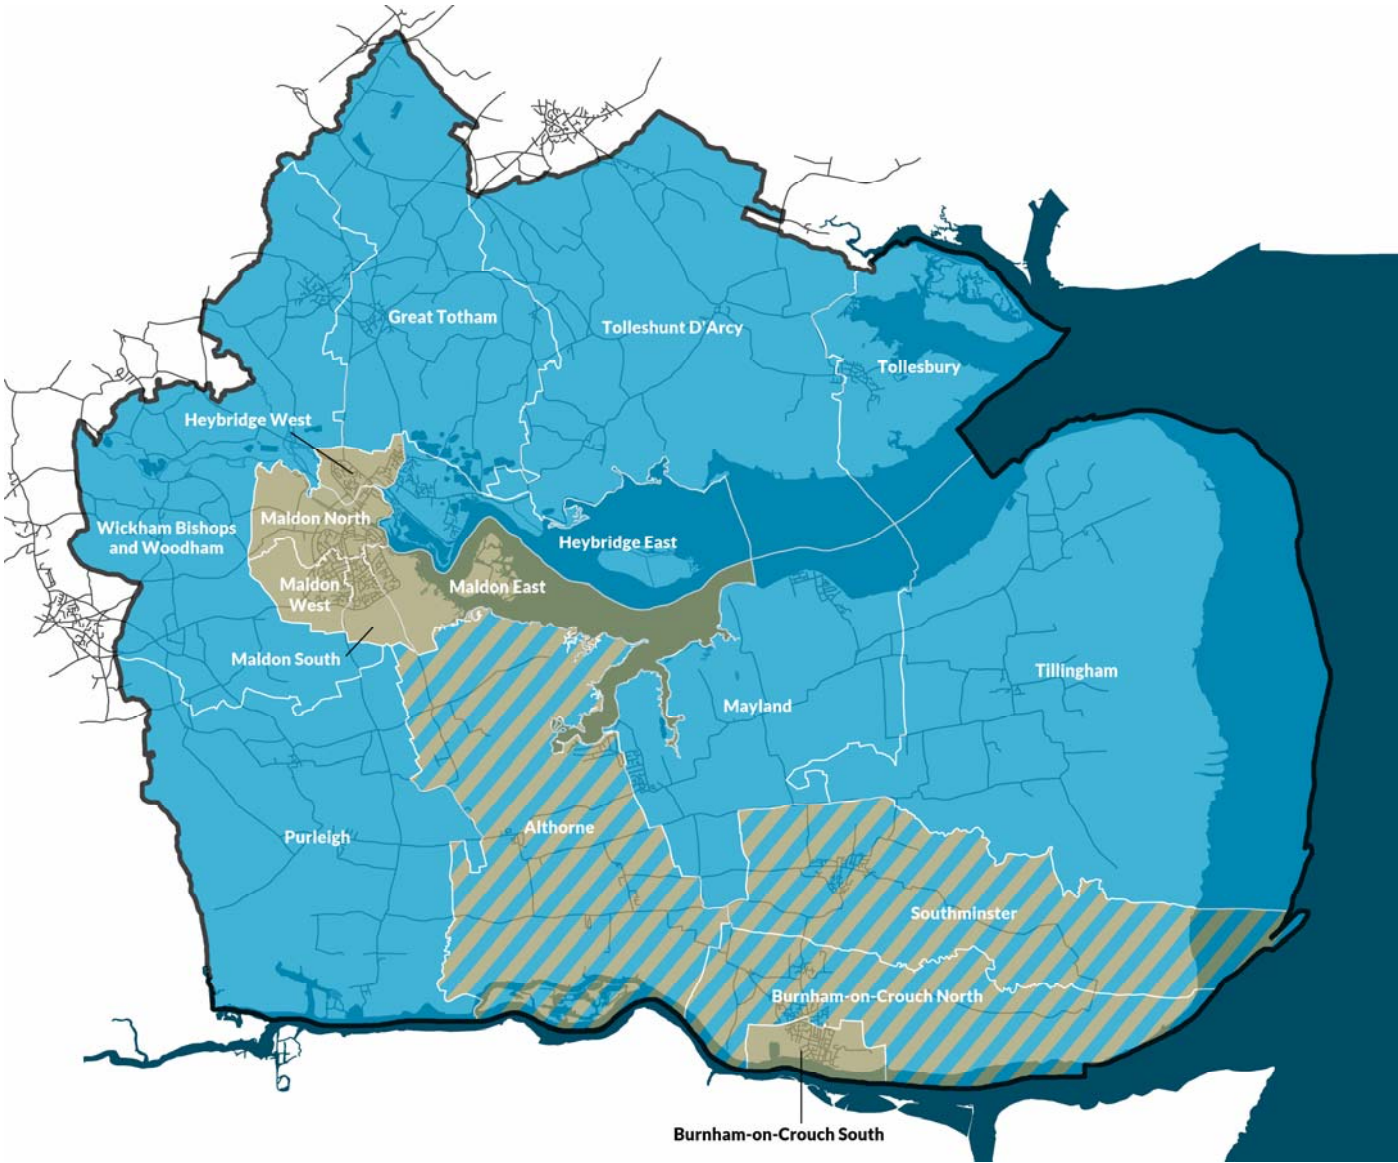 Great Totham
Tolleshunt D'Arcy
Tollesbury
Heybridge West
Maldon North
Wickham Bishops
and Woodham
Heybridge East
Maldon
West
Maldon East
Maldon South
Tillingham
Mayland
Althorne
Purleigh
Southminster
Burnham-on-Crouch North
Burnham-on-Crouch South